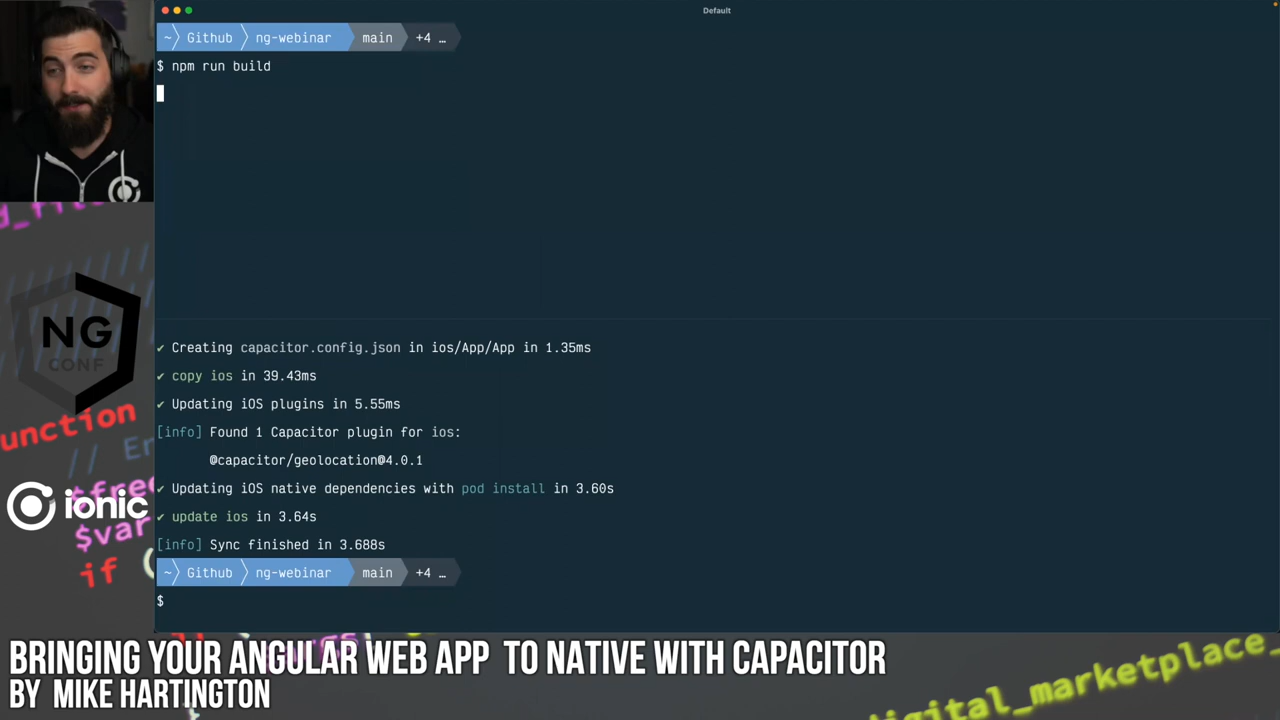 Default
~ Github ng-webinar main +4 …
$ npm run build
✔ Creating capacitor.config.json in ios/App/App in 1.35ms
✔ copy ios in 39.43ms
✔ Updating iOS plugins in 5.55ms
[info] Found 1 Capacitor plugin for ios:
@capacitor/geolocation@4.0.1
✔ Updating iOS native dependencies with pod install in 3.60s
✔ update ios in 3.64s
[info] Sync finished in 3.688s
~ Github ng-webinar main +4 …
$
NG
CONF
unction
// E
$fre
ionic
$var
if (
BRINGING YOUR ANGULAR WEB APP TO NATIVE WITH CAPACITOR
BY MIKE HARTINGTON
digital_marketplace_